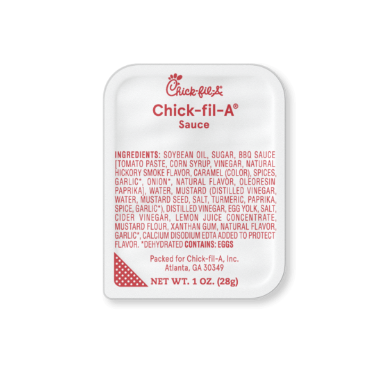 Chick-fil-A®
Chick-fil-A®
Sauce
INGREDIENTS: SOYBEAN OIL, SUGAR, BBQ SAUCE
[TOMATO PASTE, CORN SYRUP, VINEGAR, NATURAL
HICKORY SMOKE FLAVOR, CARAMEL (COLOR), SPICES,
GARLIC*, ONION*, NATURAL FLAVOR, OLEORESIN
PAPRIKA], WATER, MUSTARD (DISTILLED VINEGAR,
WATER, MUSTARD SEED, SALT, TURMERIC, PAPRIKA,
SPICE, GARLIC*), DISTILLED VINEGAR, EGG YOLK, SALT,
CIDER VINEGAR, LEMON JUICE CONCENTRATE,
MUSTARD FLOUR, XANTHAN GUM, NATURAL FLAVOR,
GARLIC*, CALCIUM DISODIUM EDTA ADDED TO PROTECT
FLAVOR. *DEHYDRATED CONTAINS: EGGS
Packed for Chick-fil-A, Inc.
Atlanta, GA 30349
NET WT. 1 OZ. (28g)